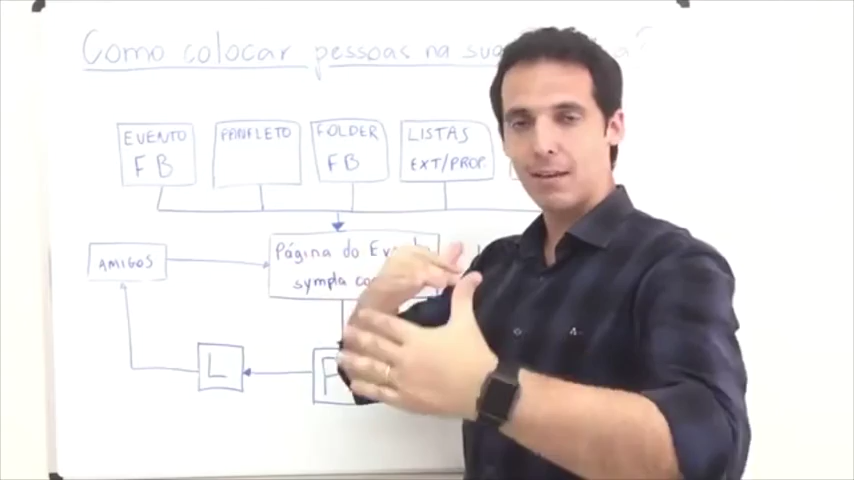 Como colocar pessoas na sua
EVENTO
FB
PANFLETO
FOLDER
FB
LISTAS
EXT/PROP.
AMIGOS
Página do
sympla
L
P